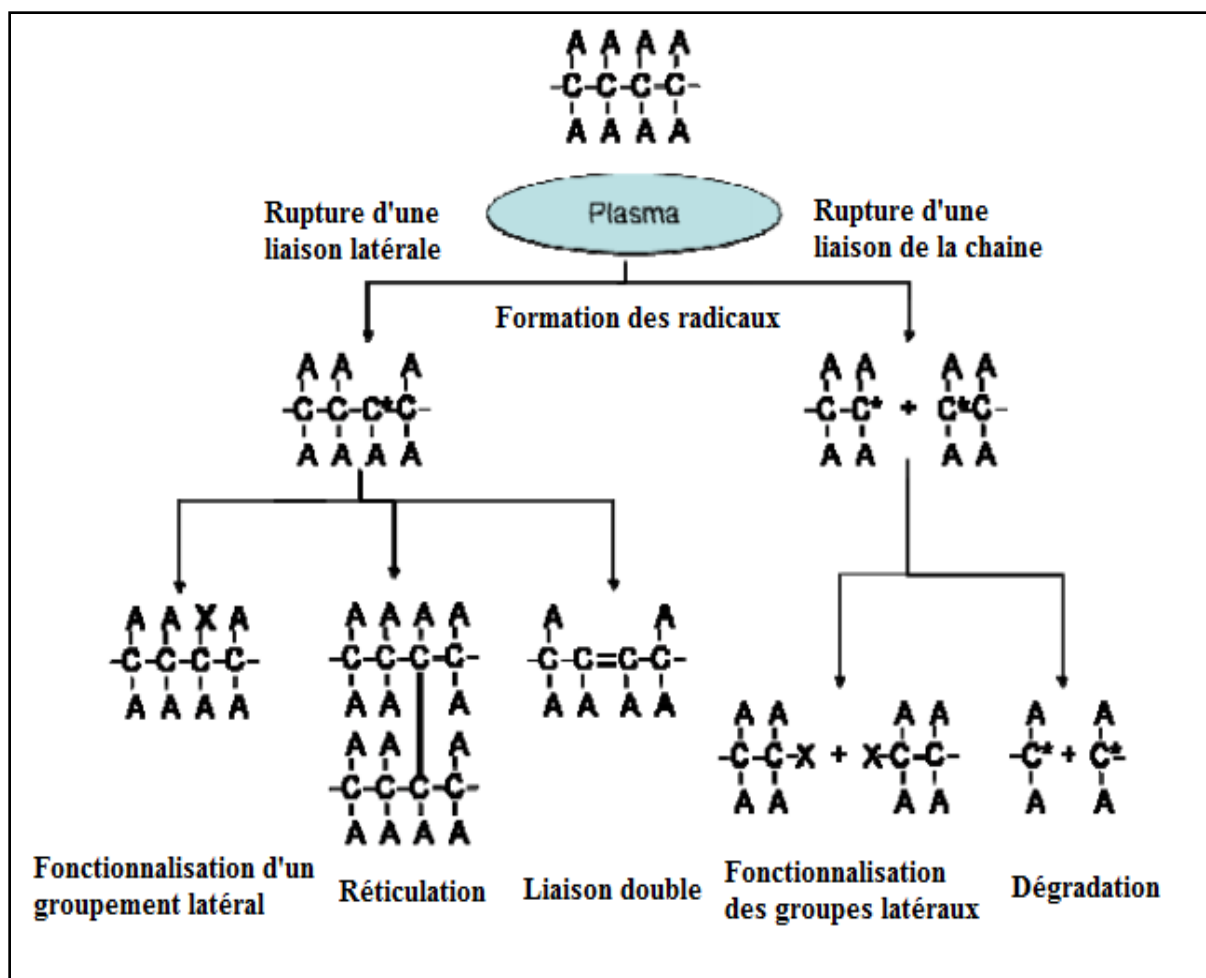 A A A A
-C-C-C-C-
A A A A
Plasma
Rupture d'une
liaison latérale
Rupture d'une
liaison de la chaine
Formation des radicaux
A A A
-C-C-C*C-
A A A A
A A A A
-C-C* + C*C-
A A A A
A A X A
-C-C-C-C-
A A A A
A A A A
-C-C-C-C-
A A A
A A A
-C-C-C-C-
A A A A
A A
-C-C=C-C-
A A A A
A A A A
-C-C-X + X-C-C-
A A A A
A A
-C* + C*-
A A
Fonctionnalisation d'un
groupement latéral
Réticulation
Liaison double
Fonctionnalisation
des groupes latéraux
Dégradation